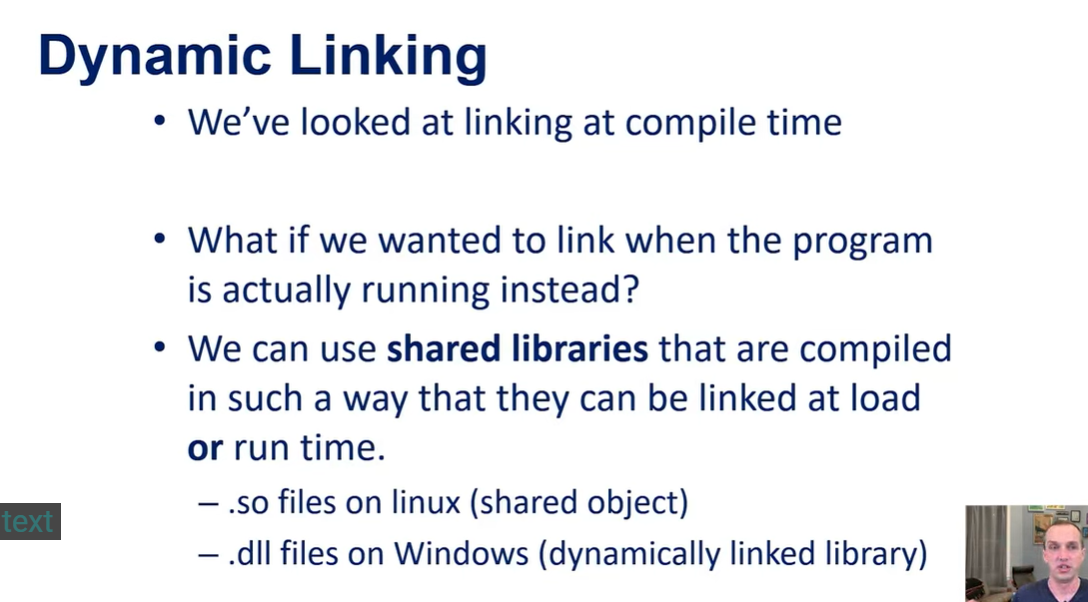 Dynamic Linking
• We’ve looked at linking at compile time
• What if we wanted to link when the program
is actually running instead?
• We can use shared libraries that are compiled
in such a way that they can be linked at load
or run time.
– .so files on linux (shared object)
text
– .dll files on Windows (dynamically linked library)